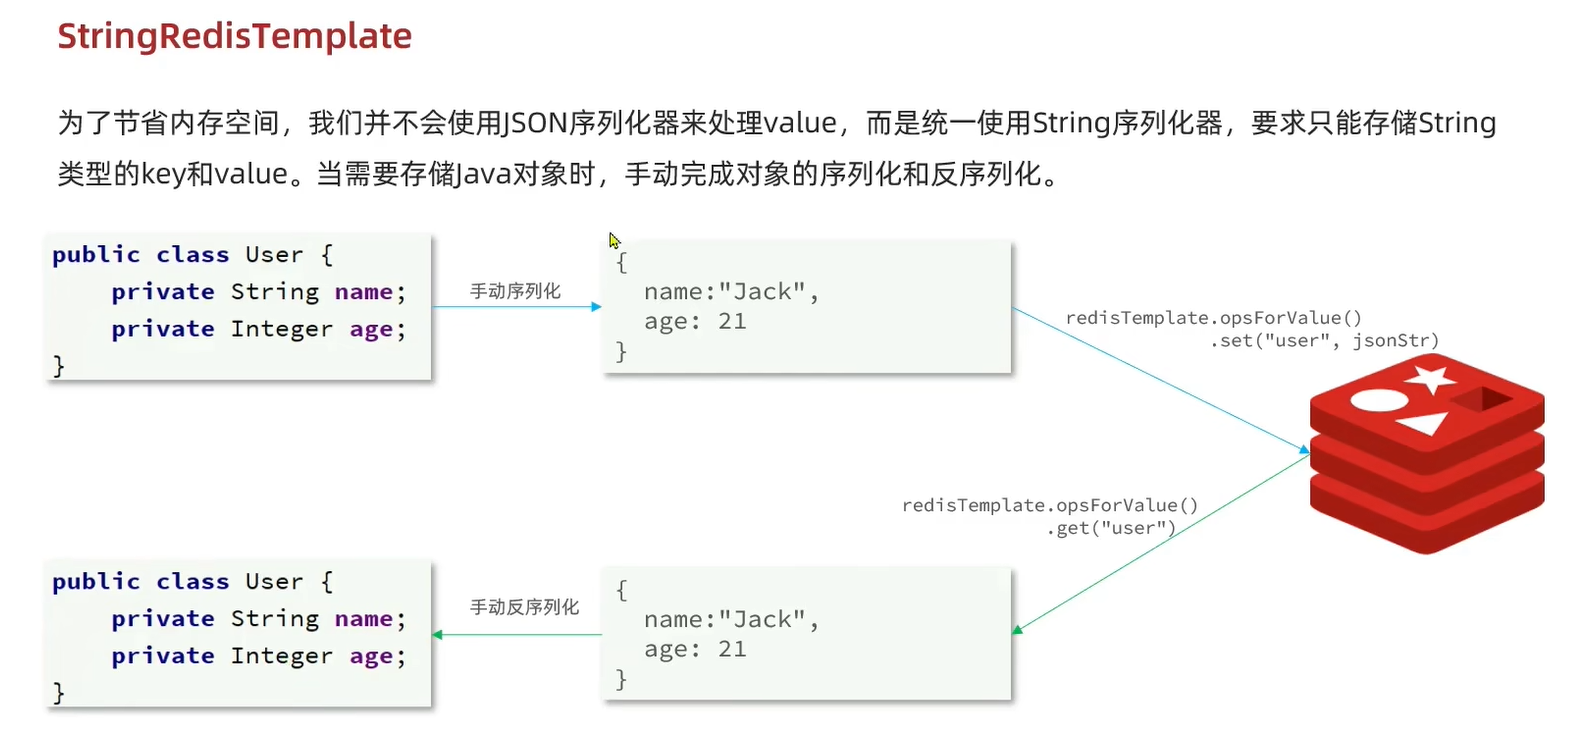 StringRedisTemplate
为了节省内存空间，我们并不会使用JSON序列化器来处理value，而是统一使用String序列化器，要求只能存储String
类型的key和value。当需要存储Java对象时，手动完成对象的序列化和反序列化。
public class User {
    private String name;
    private Integer age;
}
手动序列化
{
  name:"Jack",
  age: 21
}
redisTemplate.opsForValue()
.set("user", jsonStr)
redisTemplate.opsForValue()
.get("user")
public class User {
    private String name;
    private Integer age;
}
手动反序列化
{
  name:"Jack",
  age: 21
}